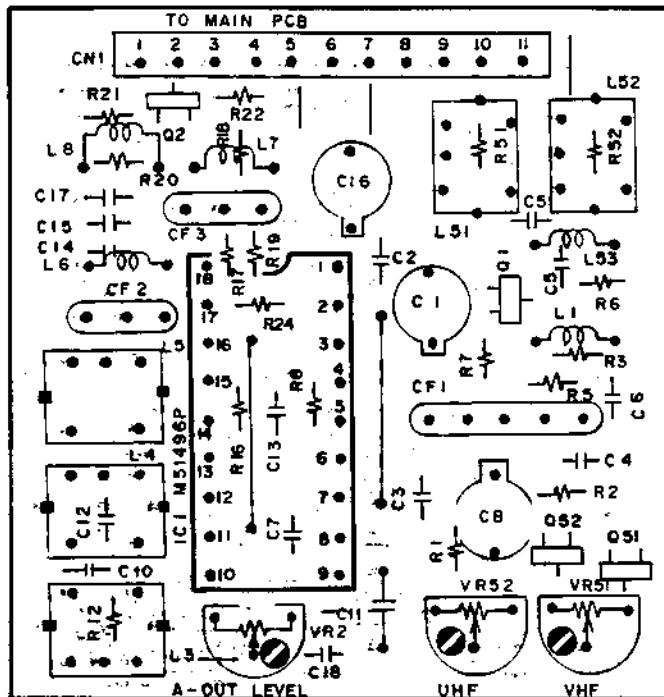 TO MAIN PCB
CN1
1 2 3 4 5 6 7 8 9 10 11
R21
Q2
R22
L8
R18
L7
R20
C17
C15
C14
L6
CF3
C16
R51
L51
L52
R52
C51
L53
C5
R6
Q1
C2
C1
R17
R19
R24
CF2
L5
L4
IC1 M51496P
18
17
16
15
14
13
12
11
10
1
2
3
4
5
6
7
8
9
R16
C13
R8
C7
R7
L1
R3
R5
C6
CF1
C3
C4
R2
C8
R1
Q52
Q51
C12
C10
R12
L3
VR2
C11
C18
VR52
VR51
A-OUT LEVEL
UHF
VHF